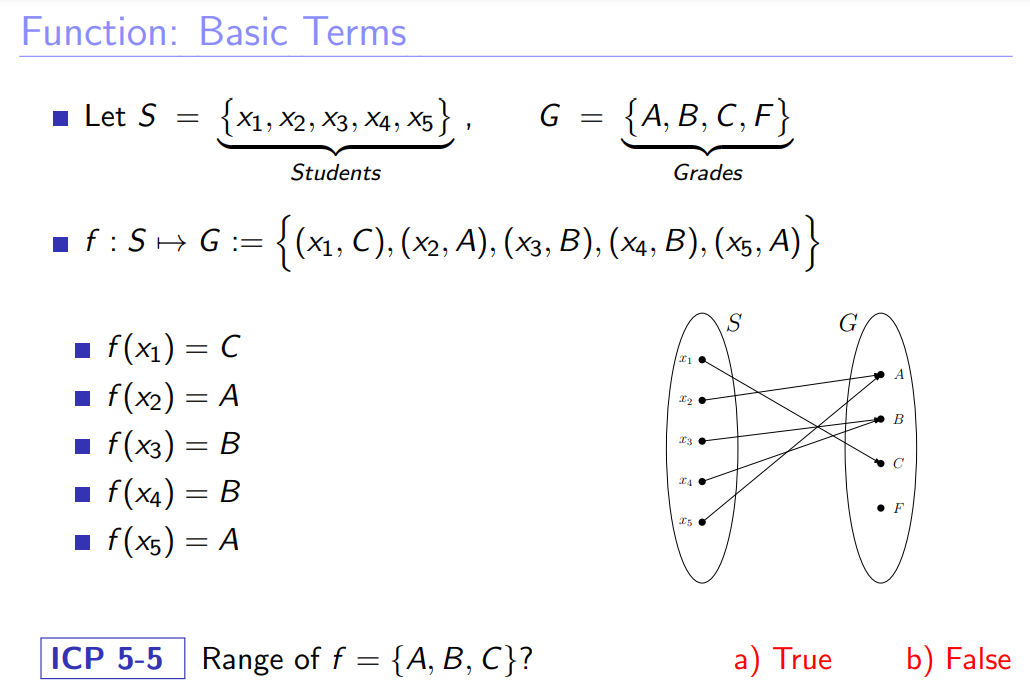 Function: Basic Terms
Let S = {x₁, x₂, x₃, x₄, x₅} , G = {A, B, C, F}
Students Grades
f : S ↦ G := {(x₁, C), (x₂, A), (x₃, B), (x₄, B), (x₅, A)}
f(x₁) = C
f(x₂) = A
f(x₃) = B
f(x₄) = B
f(x₅) = A
S G
x₁
x₂
x₃
x₄
x₅
A
B
C
F
ICP 5-5 Range of f = {A, B, C}? a) True b) False